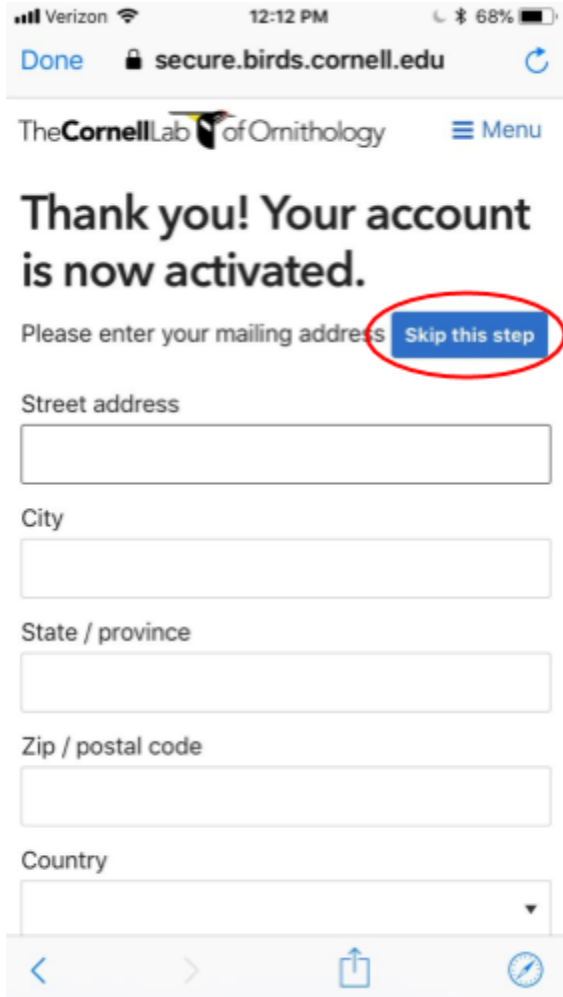 Verizon 12:12 PM 68%
Done secure.birds.cornell.edu
TheCornellLab of Ornithology Menu
Thank you! Your account
is now activated.
Please enter your mailing address Skip this step
Street address
City
State / province
Zip / postal code
Country